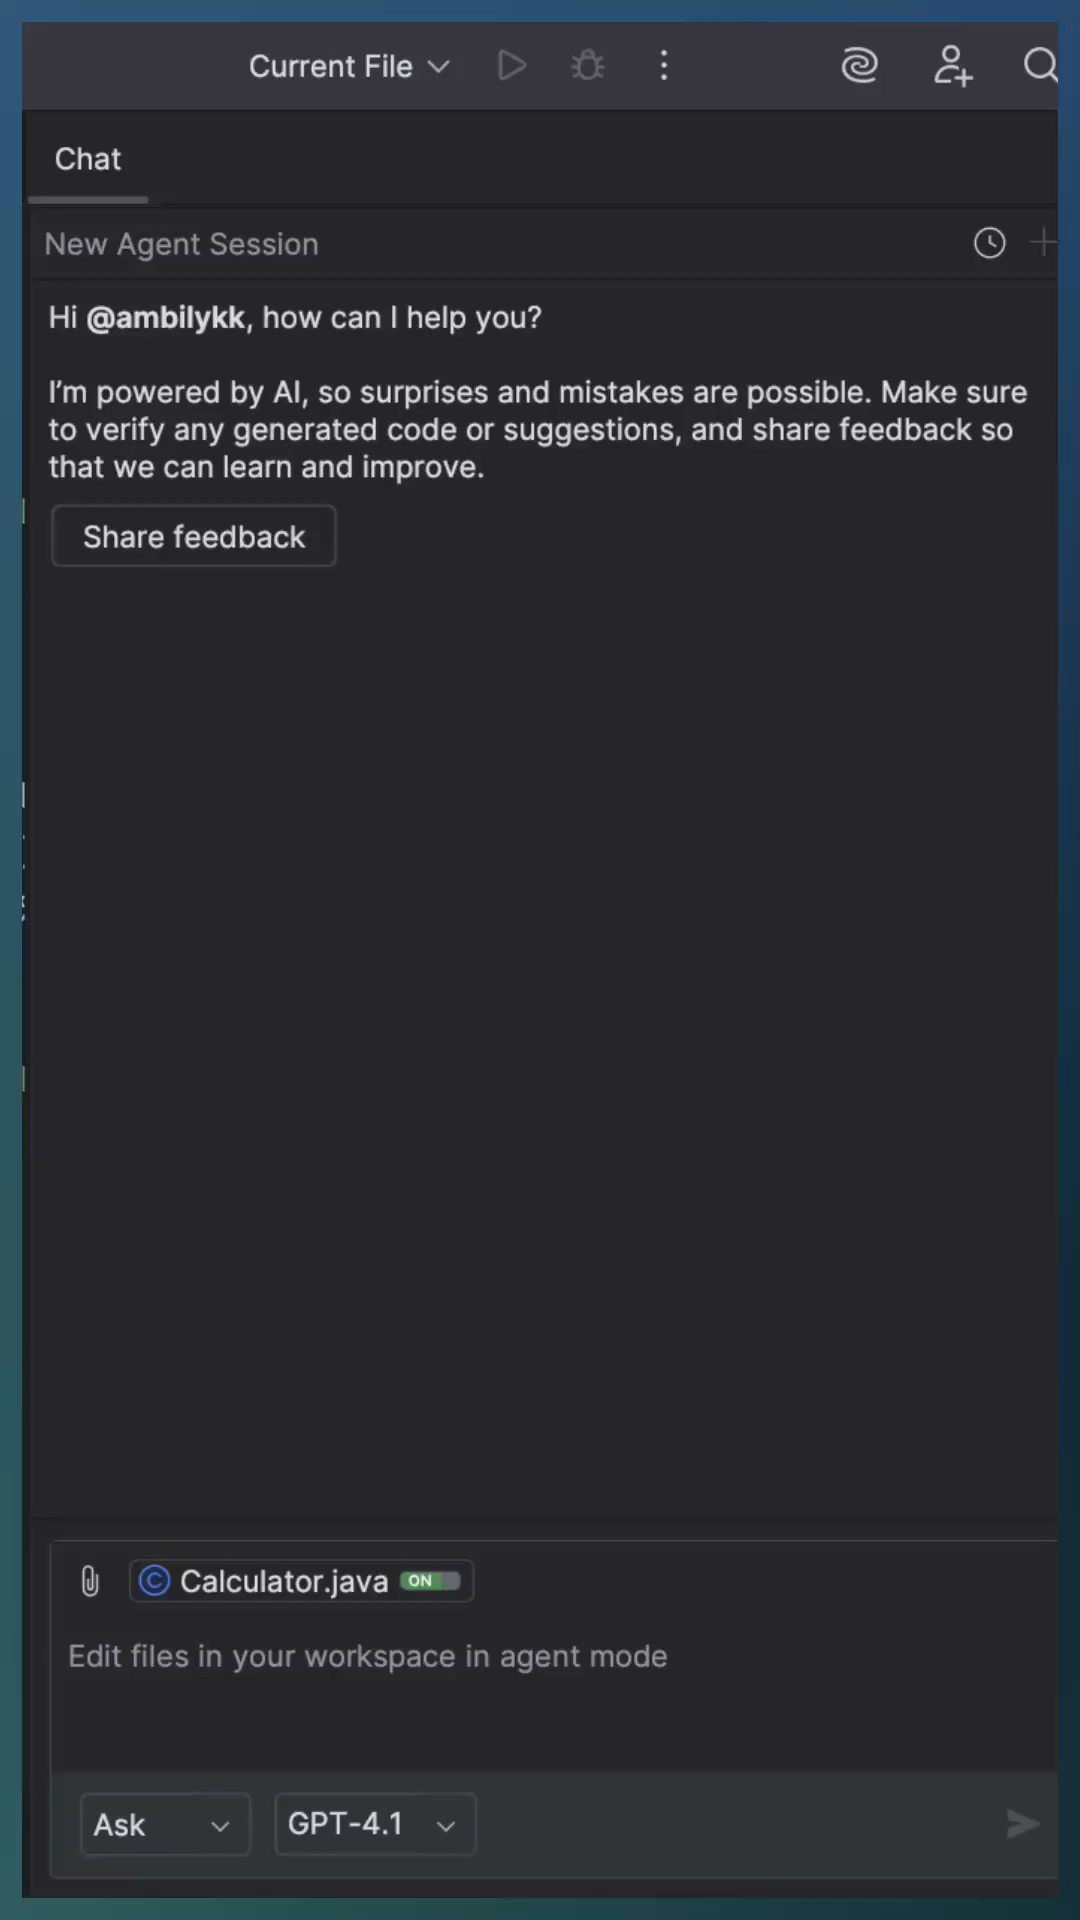 Current File
Chat
New Agent Session
Hi @ambilykk, how can I help you?
I'm powered by AI, so surprises and mistakes are possible. Make sure
to verify any generated code or suggestions, and share feedback so
that we can learn and improve.
Share feedback
C Calculator.java ON
Edit files in your workspace in agent mode
Ask GPT-4.1